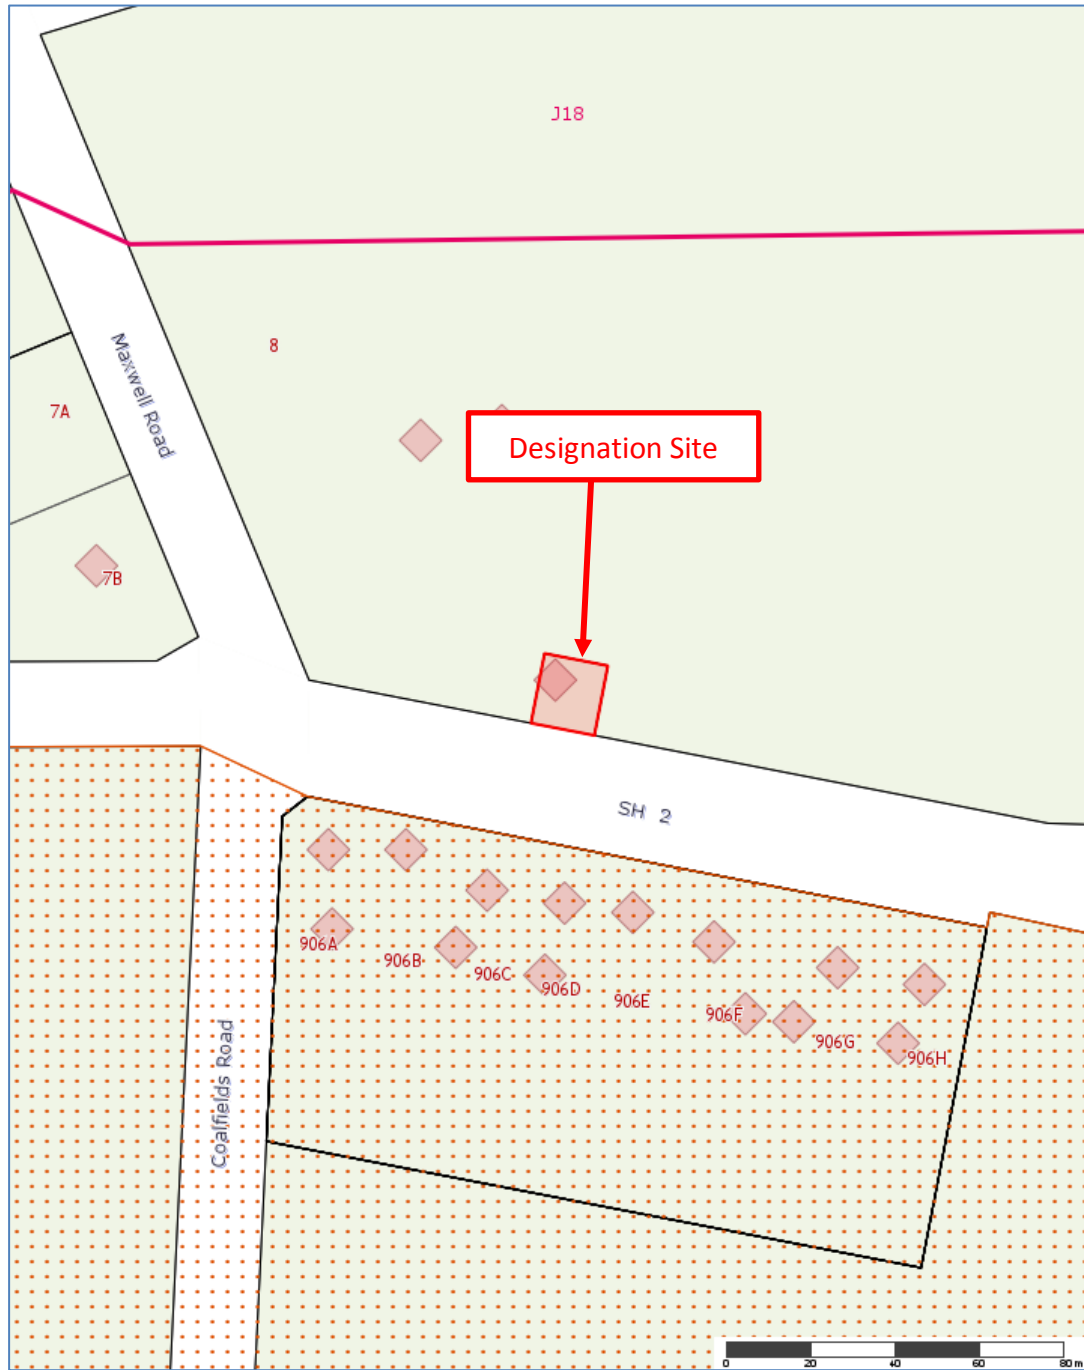 J18
8
Maxwell Road
7A
Designation Site
7B
SH 2
906A
906B
906C
906D
906E
906F
906G
906H
Coalfields Road
0 20 40 60 80 m